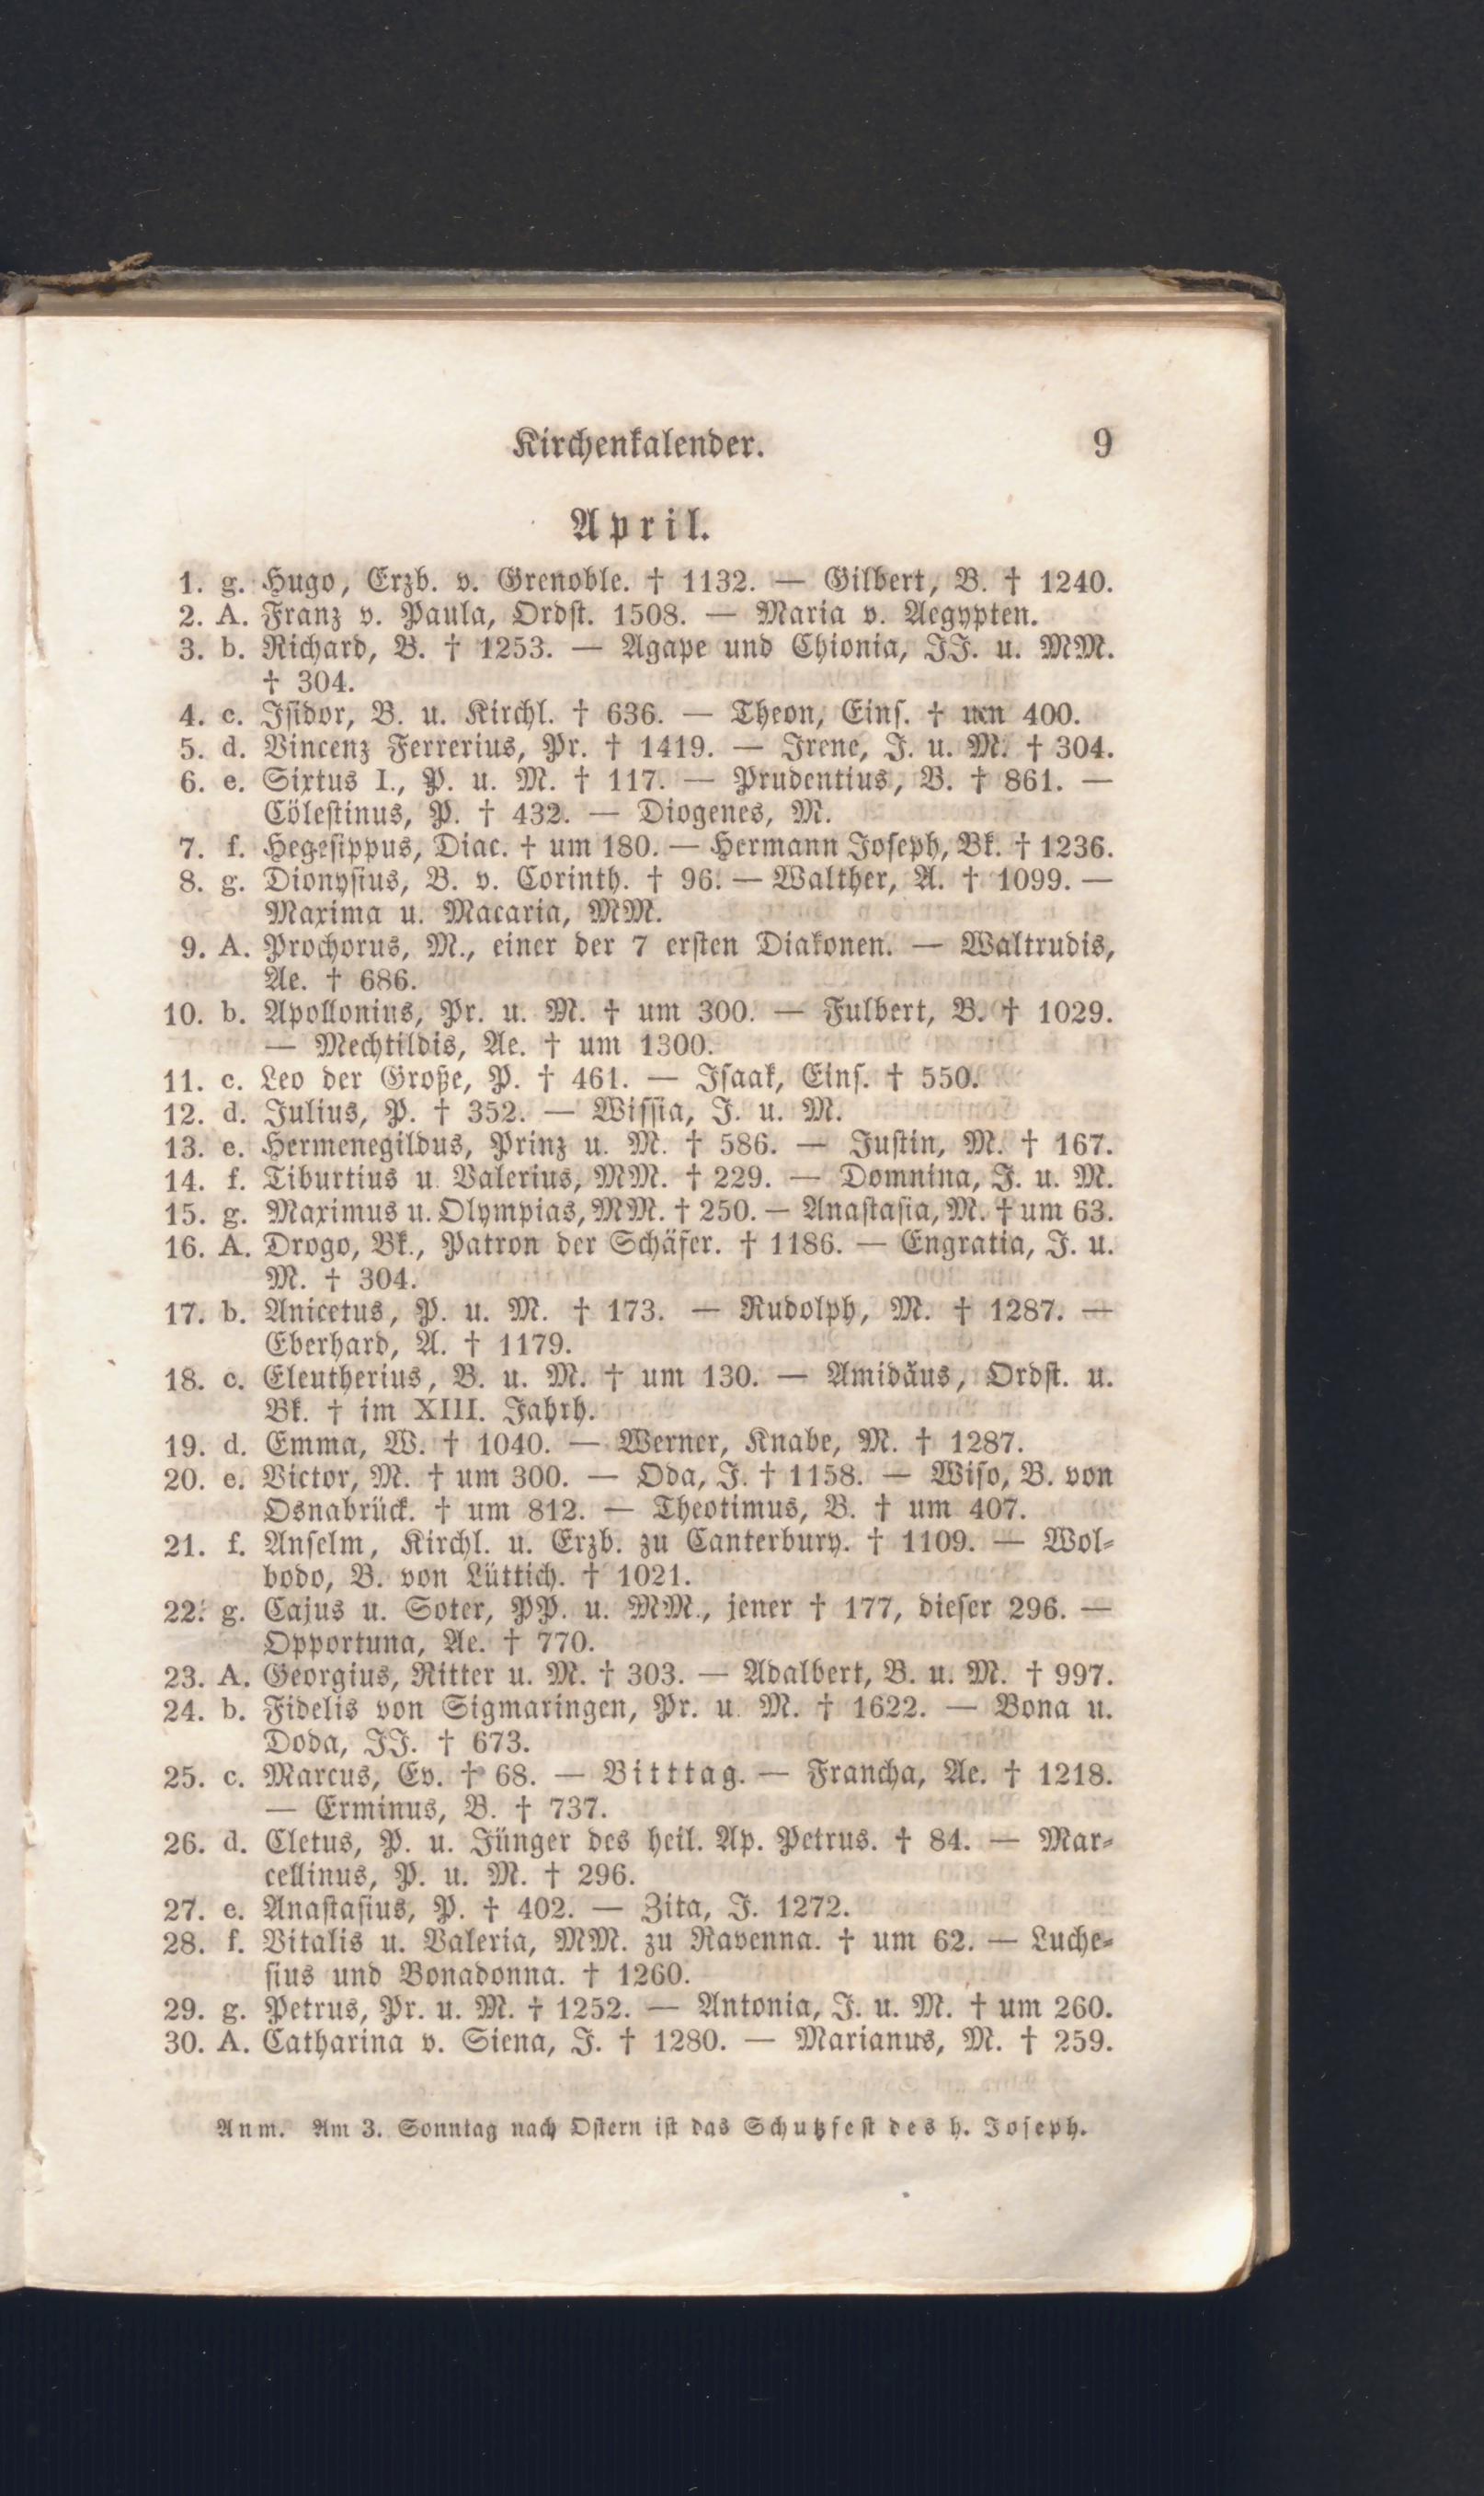 Kirchenkalender. 9
April.
1. g. Hugo, Erzb. v. Grenoble. † 1132. — Gilbert, B. † 1240.
2. A. Franz v. Paula, Ordst. 1508. — Maria v. Aegypten.
3. b. Richard, B. † 1253. — Agape und Chionia, JJ. u. MM.
† 304.
4. c. Isidor, B. u. Kirchl. † 636. — Theon, Eins. † 400.
5. d. Vincenz Ferrerius, Pr. † 1419. — Irene, J. u. M. † 304.
6. e. Sixtus I., P. u. M. † 117. — Prudentius, B. † 861. —
Cölestinus, P. † 432. — Diogenes, M.
7. f. Hegesippus, Diac. † um 180. — Hermann Joseph, Bk. † 1236.
8. g. Dionysius, B. v. Corinth. † 96. — Walther, A. † 1099. —
Maxima u. Macaria, MM.
9. A. Prochorus, M., einer der 7 ersten Diakonen. — Waltrudis,
Ae. † 686.
10. b. Apollonius, Pr. u. M. † um 300. — Fulbert, B. † 1029.
— Mechtildis, Ae. † um 1300.
11. c. Leo der Große, P. † 461. — Isaak, Eins. † 550.
12. d. Julius, P. † 352. — Wissia, J. u. M.
13. e. Hermenegildus, Prinz u. M. † 586. — Justin, M. † 167.
14. f. Tiburtius u. Valerius, MM. † 229. — Domnina, J. u. M.
15. g. Maximus u. Olympias, MM. † 250. — Anastasia, M. † um 63.
16. A. Drogo, Bk., Patron der Schäfer. † 1186. — Engratia, J. u.
M. † 304.
17. b. Anicetus, P. u. M. † 173. — Rudolph, M. † 1287. —
Eberhard, A. † 1179.
18. c. Eleutherius, B. u. M. † um 130. — Amidäus, Ordst. u.
Bk. † im XIII. Jahrh.
19. d. Emma, W. † 1040. — Werner, Knabe, M. † 1287.
20. e. Victor, M. † um 300. — Oda, J. † 1158. — Wiso, B. von
Osnabrück. † um 812. — Theotimus, B. † um 407.
21. f. Anselm, Kirchl. u. Erzb. zu Canterbury. † 1109. — Wol-
bodo, B. von Lüttich. † 1021.
22. g. Cajus u. Soter, PP. u. MM., jener † 177, dieser 296. —
Opportuna, Ae. † 770.
23. A. Georgius, Ritter u. M. † 303. — Adalbert, B. u. M. † 997.
24. b. Fidelis von Sigmaringen, Pr. u. M. † 1622. — Bona u.
Doda, JJ. † 673.
25. c. Marcus, Ev. † 68. — Bitttag. — Francha, Ae. † 1218.
— Erminus, B. † 737.
26. d. Cletus, P. u. Jünger des heil. Ap. Petrus. † 84. — Mar-
cellinus, P. u. M. † 296.
27. e. Anastasius, P. † 402. — Zita, J. 1272.
28. f. Vitalis u. Valeria, MM. zu Ravenna. † um 62. — Luche-
sius und Bonadonna. † 1260.
29. g. Petrus, Pr. u. M. † 1252. — Antonia, J. u. M. † um 260.
30. A. Catharina v. Siena, J. † 1280. — Marianus, M. † 259.
Anm. Am 3. Sonntag nach Ostern ist das Schutzfest des h. Joseph.